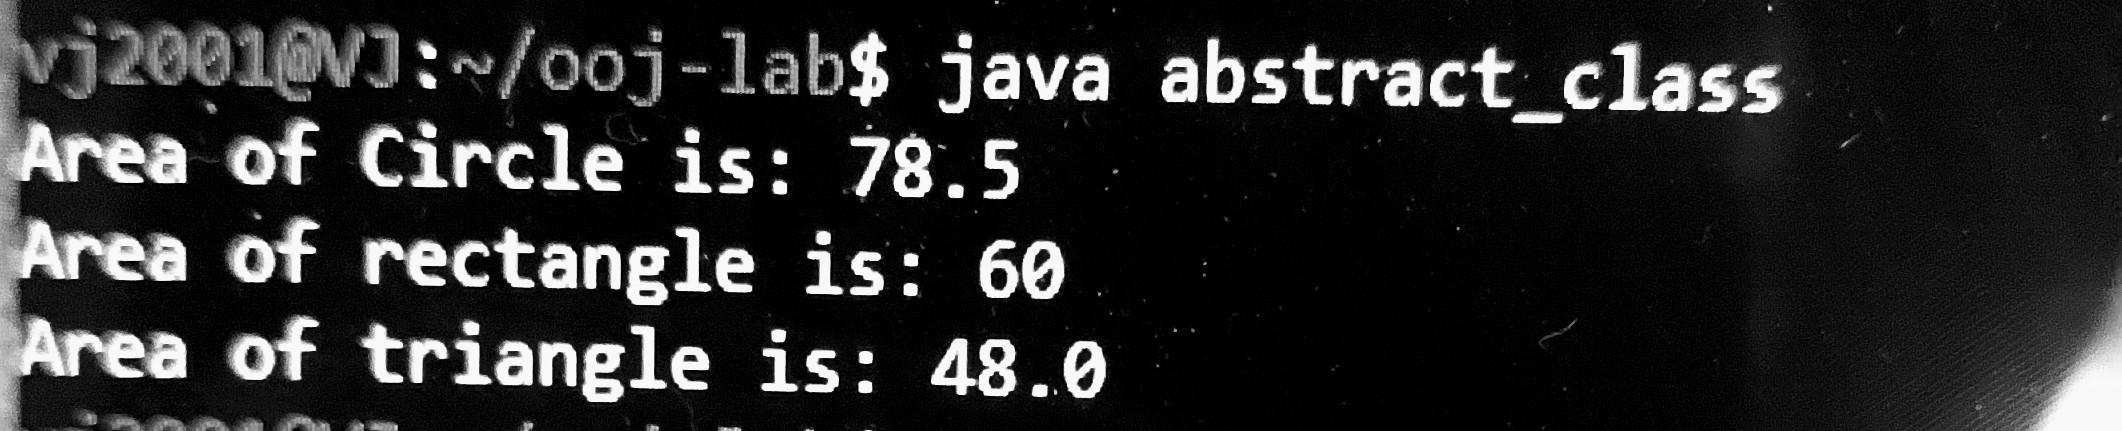 vj2001@VJ:~/ooj-lab$ java abstract_class
Area of Circle is: 78.5
Area of rectangle is: 60
Area of triangle is: 48.0